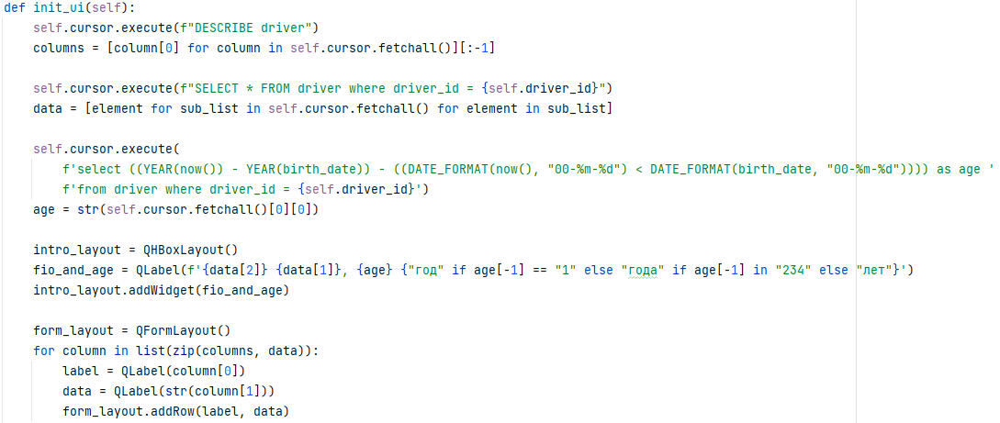 def init_ui(self):
    self.cursor.execute(f"DESCRIBE driver")
    columns = [column[0] for column in self.cursor.fetchall()][:-1]

    self.cursor.execute(f"SELECT * FROM driver where driver_id = {self.driver_id}")
    data = [element for sub_list in self.cursor.fetchall() for element in sub_list]

    self.cursor.execute(
        f'select ((YEAR(now()) - YEAR(birth_date)) - ((DATE_FORMAT(now(), "00-%m-%d") < DATE_FORMAT(birth_date, "00-%m-%d")))) as age '
        f'from driver where driver_id = {self.driver_id}')
    age = str(self.cursor.fetchall()[0][0])

    intro_layout = QHBoxLayout()
    fio_and_age = QLabel(f'{data[2]} {data[1]}, {age} {"год" if age[-1] == "1" else "года" if age[-1] in "234" else "лет"}')
    intro_layout.addWidget(fio_and_age)

    form_layout = QFormLayout()
    for column in list(zip(columns, data)):
        label = QLabel(column[0])
        data = QLabel(str(column[1]))
        form_layout.addRow(label, data)